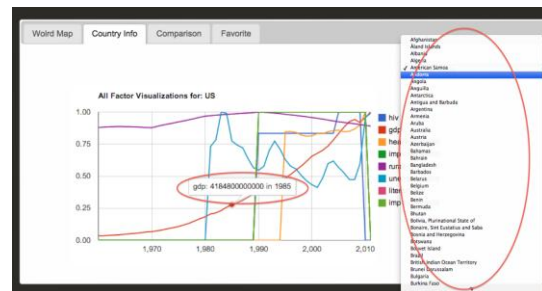 Wolrd Map
Country Info
Comparison
Favorite
All Factor Visualizations for: US
1.00
0.75
0.50
0.25
0.00
1,970
1,980
1,990
2,000
2,010
gdp: 4184800000000 in 1985
hiv
gdp
hea
imp
rura
une
liter
imp
Afghanistan
Åland Islands
Albania
Algeria
✓ American Samoa
Andorra
Angola
Anguilla
Antarctica
Antigua and Barbuda
Argentina
Armenia
Aruba
Australia
Austria
Azerbaijan
Bahamas
Bahrain
Bangladesh
Barbados
Belarus
Belgium
Belize
Benin
Bermuda
Bhutan
Bolivia, Plurinational State of
Bonaire, Sint Eustatius and Saba
Bosnia and Herzegovina
Botswana
Bouvet Island
Brazil
British Indian Ocean Territory
Brunei Darussalam
Bulgaria
Burkina Faso